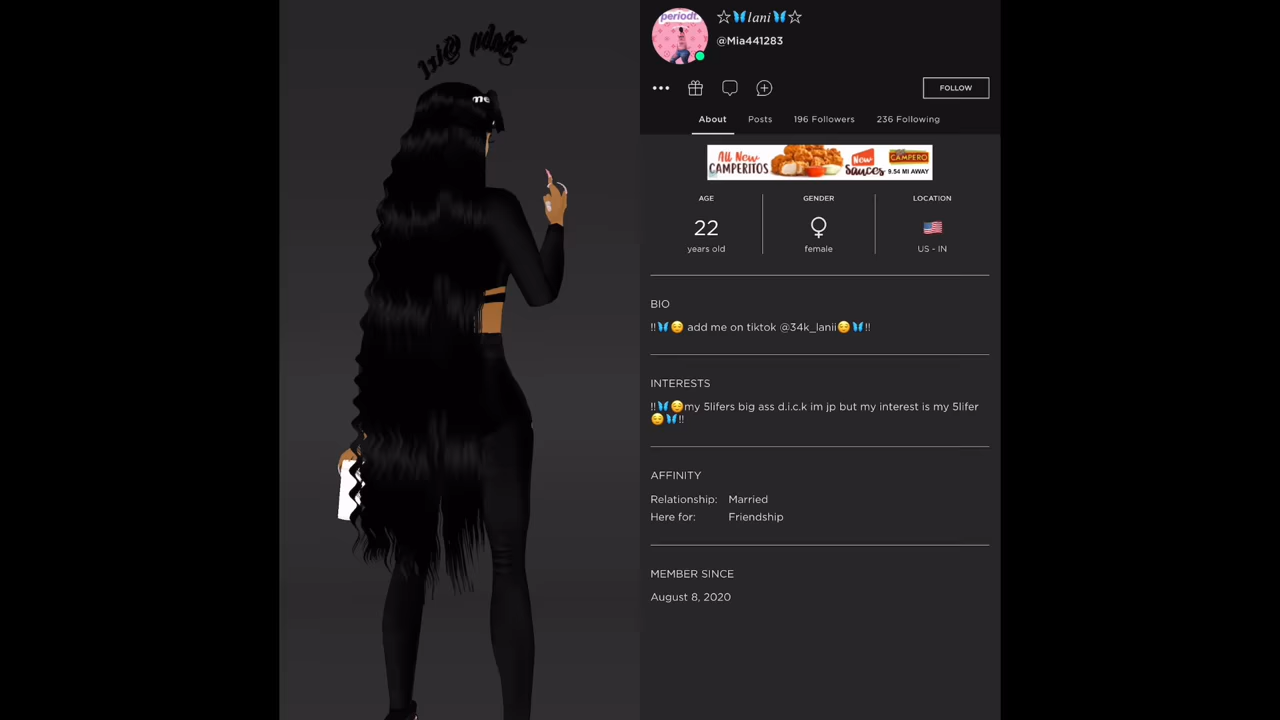 me
periodt.
☆🦋lani🦋☆
@Mia441283
FOLLOW
About Posts 196 Followers 236 Following
All New
CAMPERITOS
New
Sauces
CAMPERO
9.54 MI AWAY
AGE GENDER LOCATION
22
years old female US - IN
BIO
!!🦋😌 add me on tiktok @34k_lanii😌🦋!!
INTERESTS
!!🦋😌my 5lifers big ass d.i.c.k im jp but my interest is my 5lifer
😌🦋!!
AFFINITY
Relationship: Married
Here for: Friendship
MEMBER SINCE
August 8, 2020